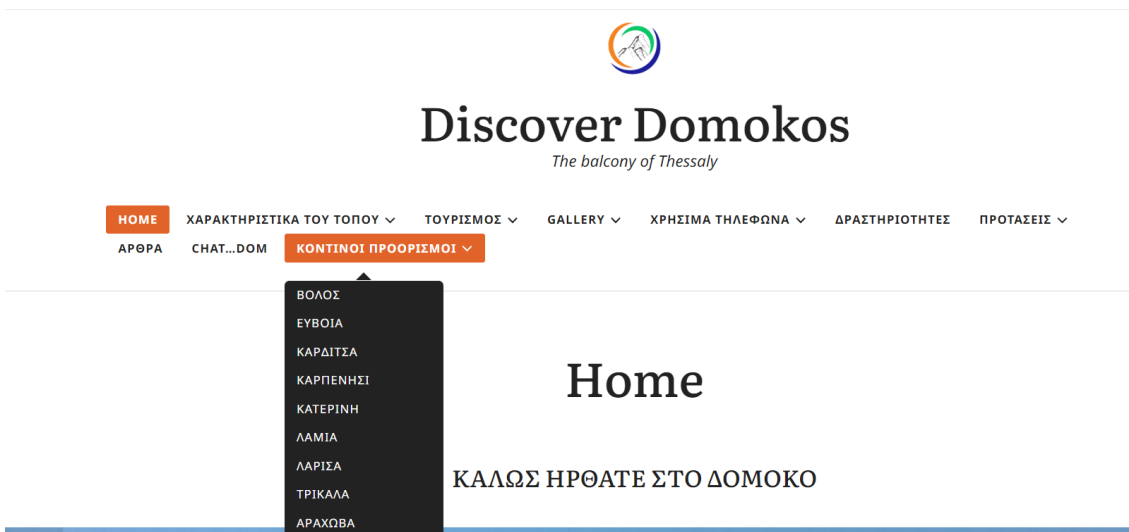 Discover Domokos
The balcony of Thessaly
HOME ΧΑΡΑΚΤΗΡΙΣΤΙΚΑ ΤΟΥ ΤΟΠΟΥ ΤΟΥΡΙΣΜΟΣ GALLERY ΧΡΗΣΙΜΑ ΤΗΛΕΦΩΝΑ ΔΡΑΣΤΗΡΙΟΤΗΤΕΣ ΠΡΟΤΑΣΕΙΣ
ΑΡΘΡΑ CHAT...DOM ΚΟΝΤΙΝΟΙ ΠΡΟΟΡΙΣΜΟΙ
ΒΟΛΟΣ
ΕΥΒΟΙΑ
ΚΑΡΔΙΤΣΑ
ΚΑΡΠΕΝΗΣΙ
ΚΑΤΕΡΙΝΗ
ΛΑΜΙΑ
ΛΑΡΙΣΑ
ΤΡΙΚΑΛΑ
ΑΡΑΧΩΒΑ
Home
ΚΑΛΩΣ ΗΡΘΑΤΕ ΣΤΟ ΔΟΜΟΚΟ